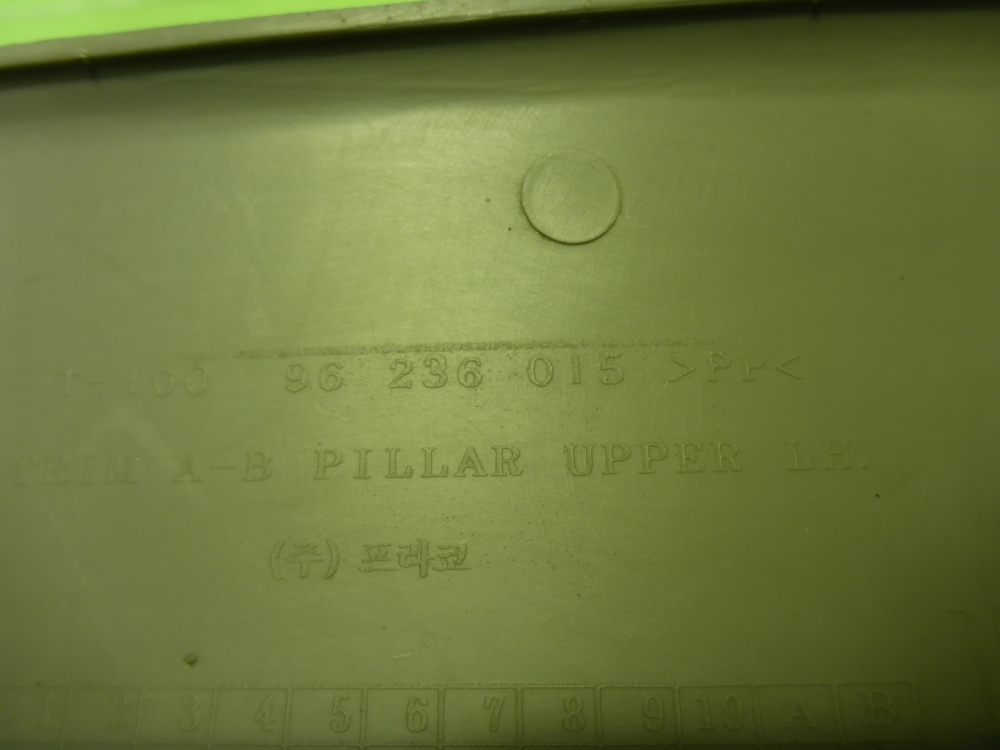 96 236 015 >PP<
TRIM A-B PILLAR UPPER LH.
(주) 프라코
1 2 3 4 5 6 7 8 9 10 A B